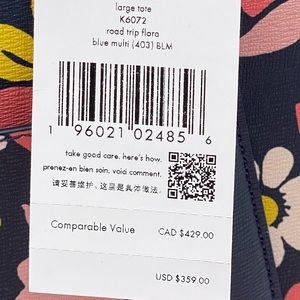 large tote
K6072
road trip flora
blue multi (403) BLM
1 96021 02485 6
take good care. here's how.
prenez-en bien soin. voici comment.
请妥善维护、这里是具体做法。
Comparable Value CAD $429.00
USD $359.00